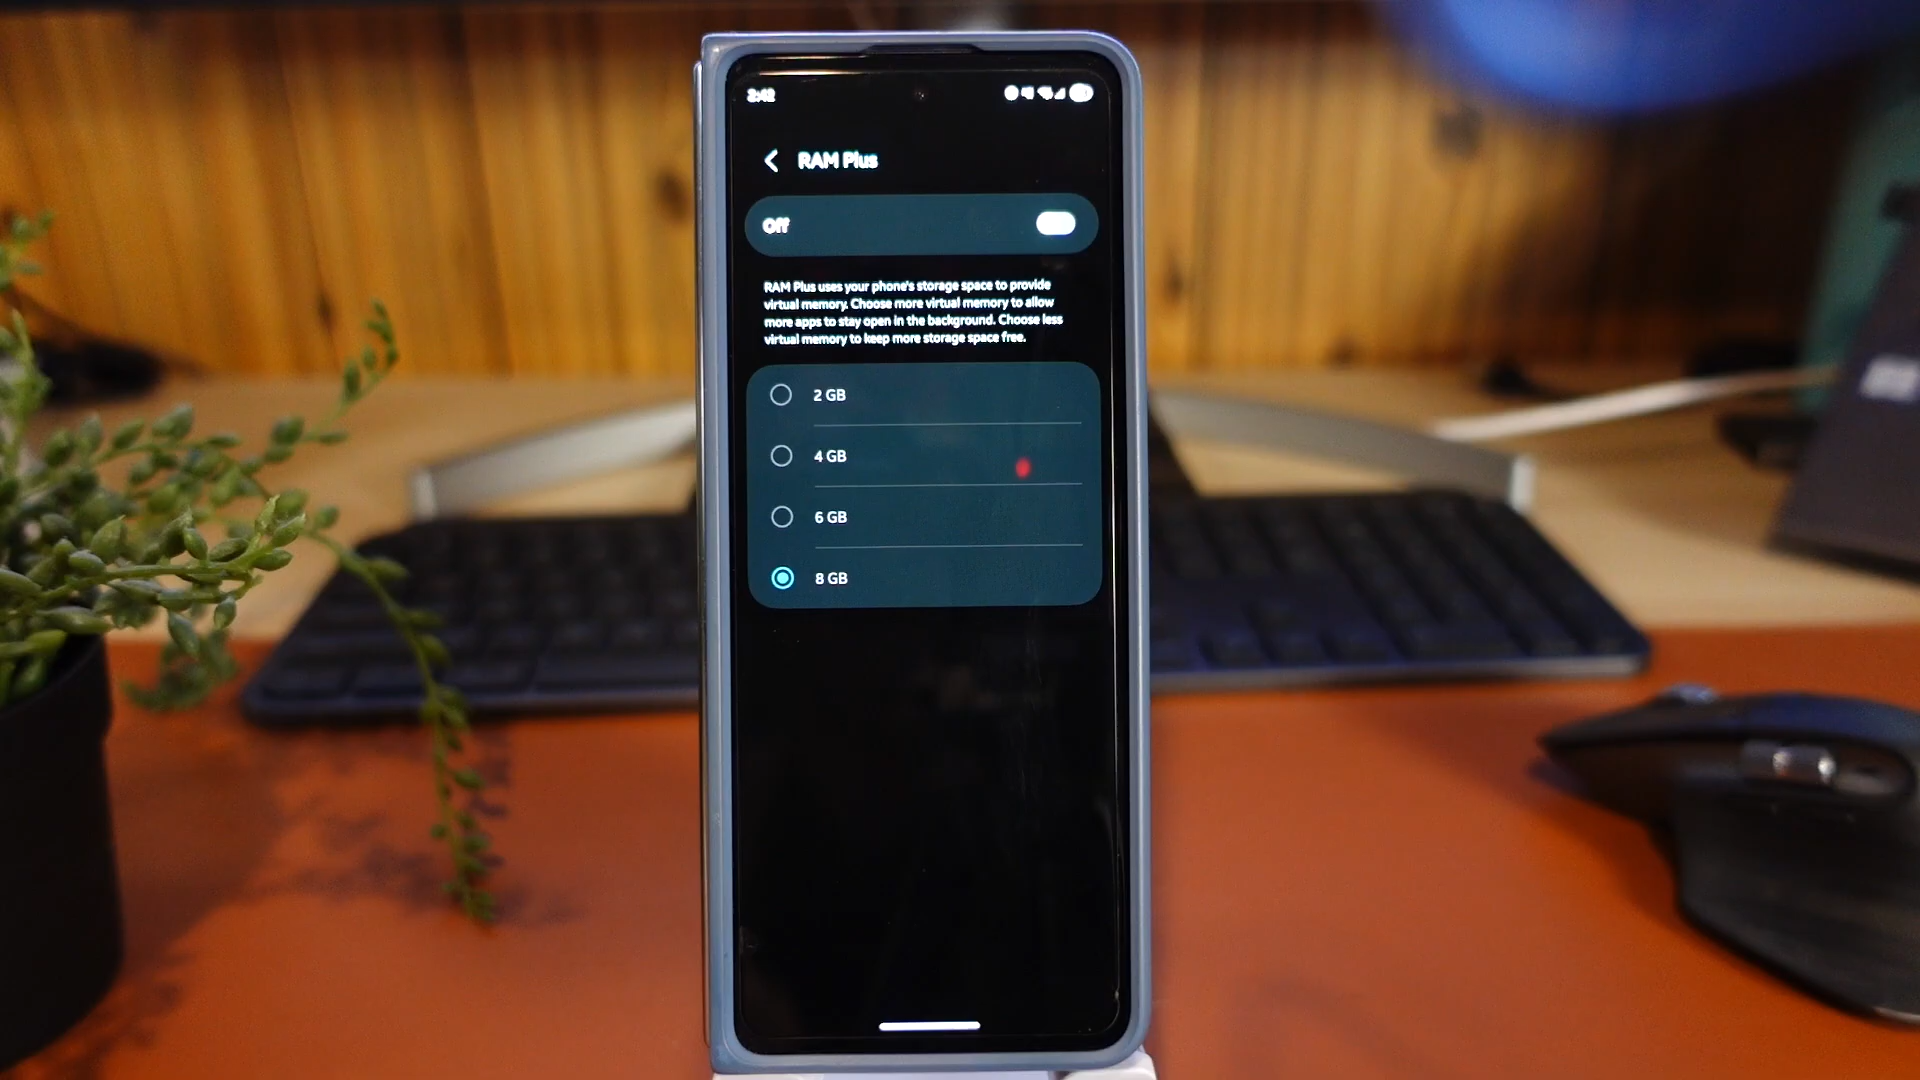 2:42
RAM Plus
Off
RAM Plus uses your phone's storage space to provide
virtual memory. Choose more virtual memory to allow
more apps to stay open in the background. Choose less
virtual memory to keep more storage space free.
2 GB
4 GB
6 GB
8 GB